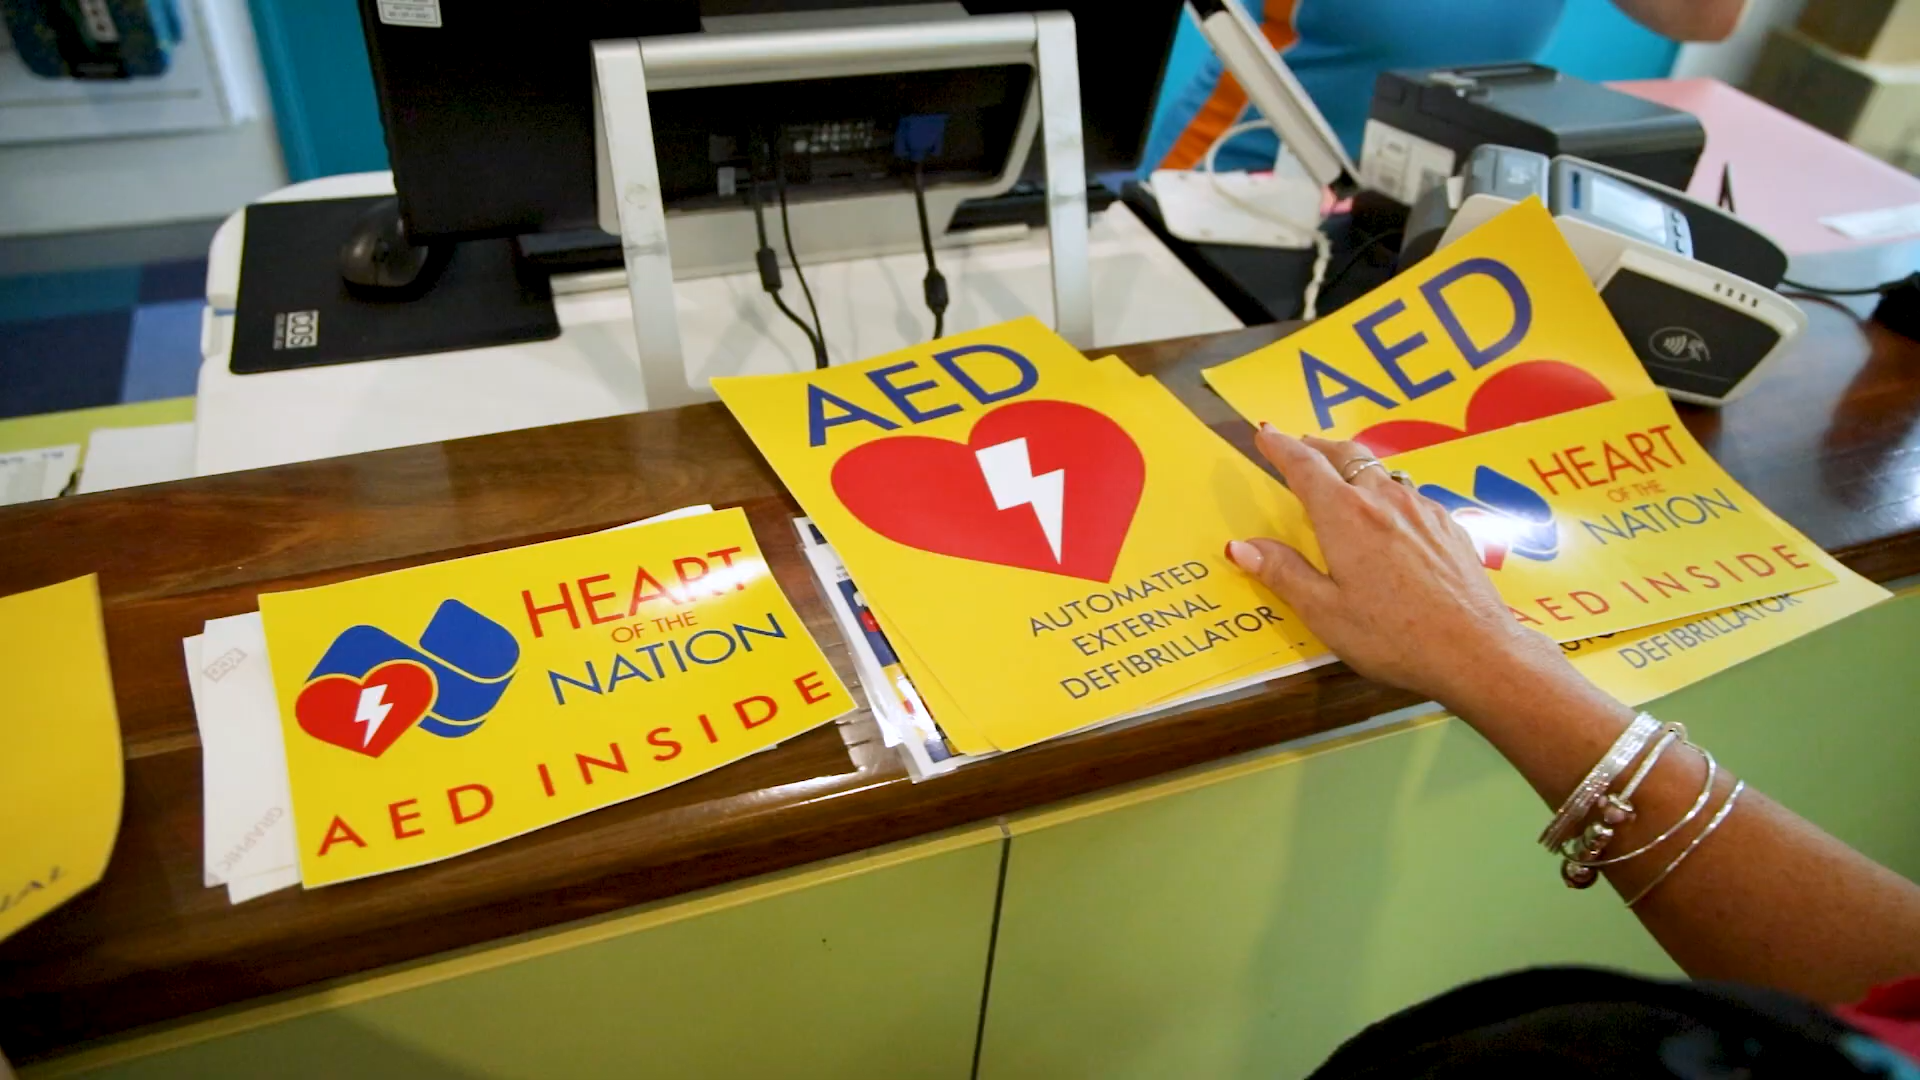 HEART
OF THE
NATION
AED INSIDE
AED
AUTOMATED
EXTERNAL
DEFIBRILLATOR
AED
HEART
OF THE
NATION
AED INSIDE
DEFIBRILLATOR